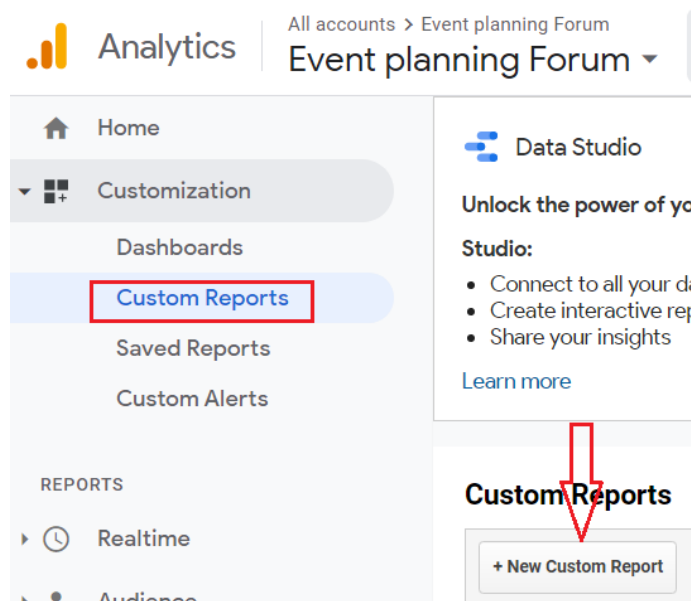 Analytics
All accounts > Event planning Forum
Event planning Forum
Home
Customization
Dashboards
Custom Reports
Saved Reports
Custom Alerts
REPORTS
Realtime
Audience
Data Studio
Unlock the power of yo
Studio:
Connect to all your da
Create interactive rep
Share your insights
Learn more
Custom Reports
+ New Custom Report